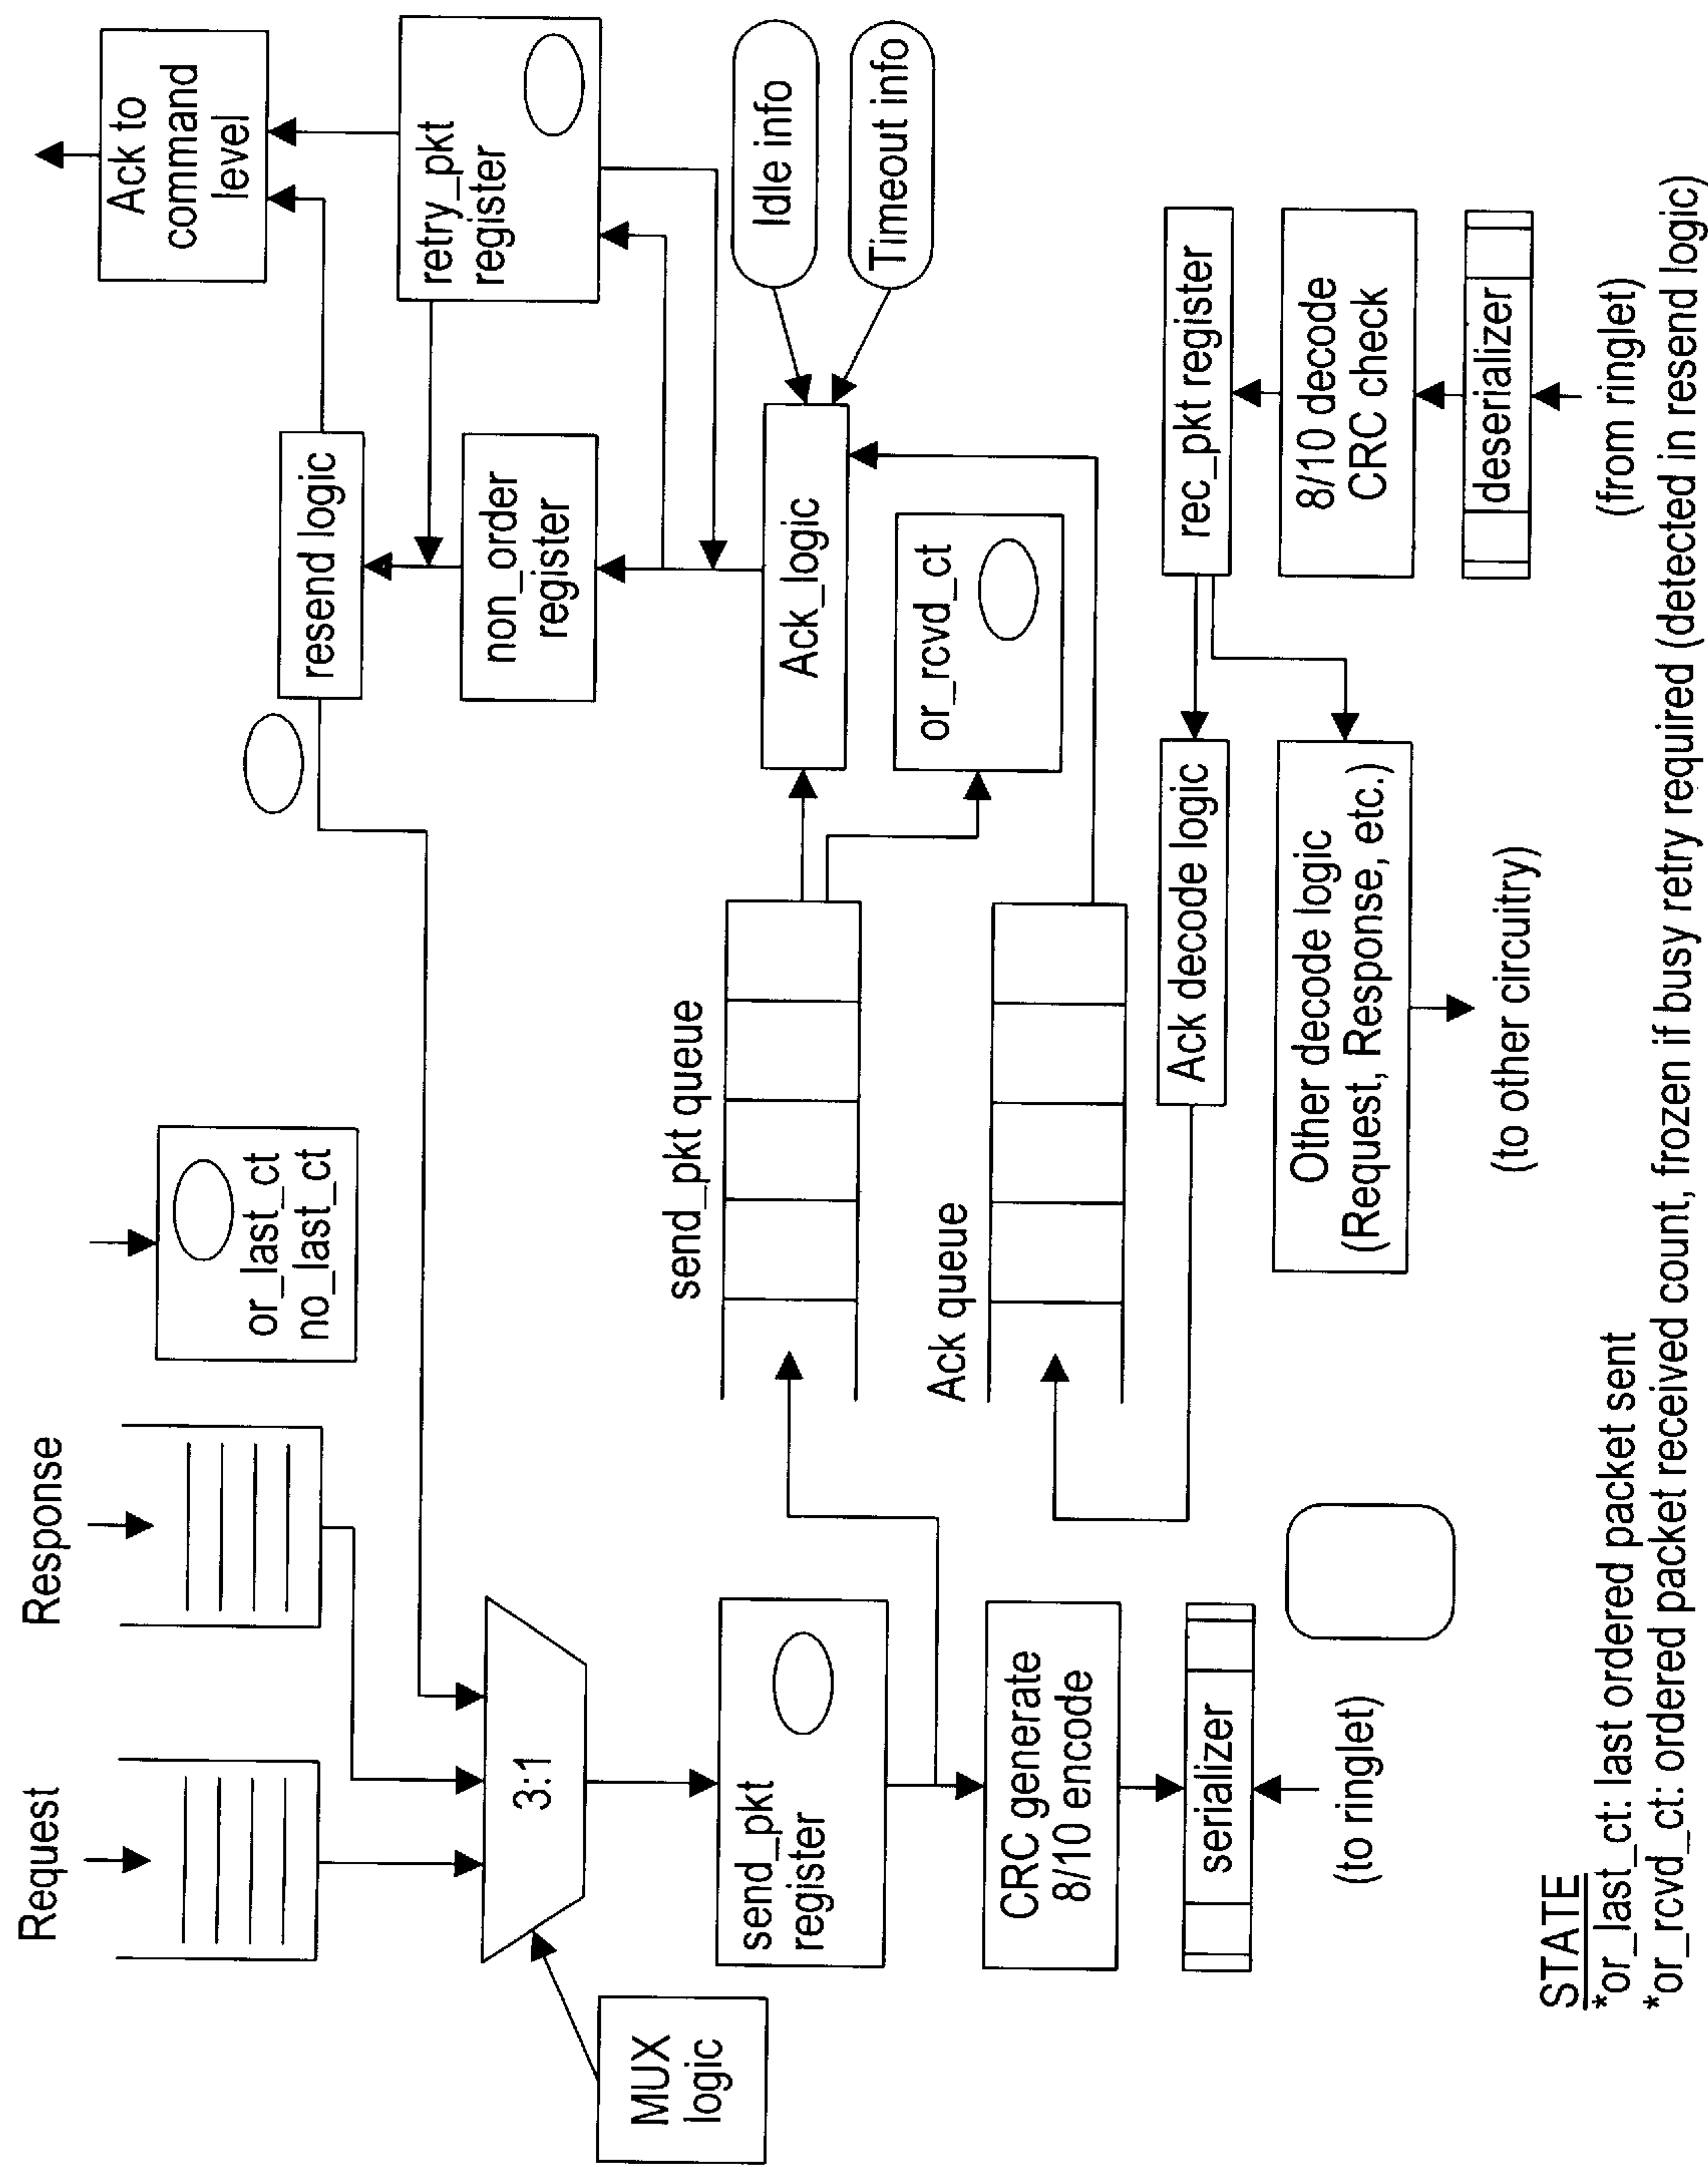 Request
Response
or_last_ct
no_last_ct
resend logic
Ack to
command
level
3:1
MUX
logic
non_order
register
retry_pkt
register
send_pkt
register
send_pkt queue
Ack_logic
Idle info
Timeout info
or_rcvd_ct
CRC generate
8/10 encode
Ack queue
serializer
(to ringlet)
Ack decode logic
rec_pkt register
Other decode logic
(Request, Response, etc.)
8/10 decode
CRC check
(to other circuitry)
deserializer
(from ringlet)
STATE
*or_last_ct: last ordered packet sent
*or_rcvd_ct: ordered packet received count, frozen if busy retry required (detected in resend logic)